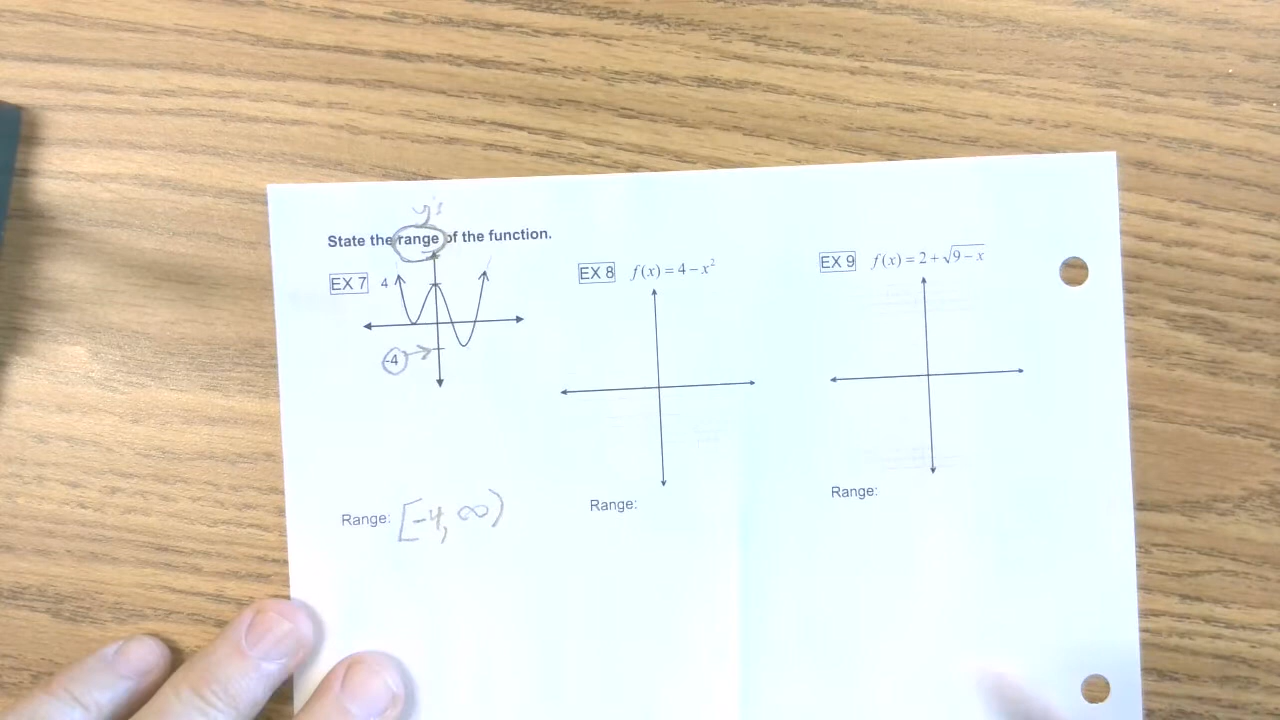 y's
State the range of the function.
EX 7 4
-4
Range: [-4, ∞)
EX 8 f(x) = 4 - x²
Range:
EX 9 f(x) = 2 + √(9 - x)
Range: